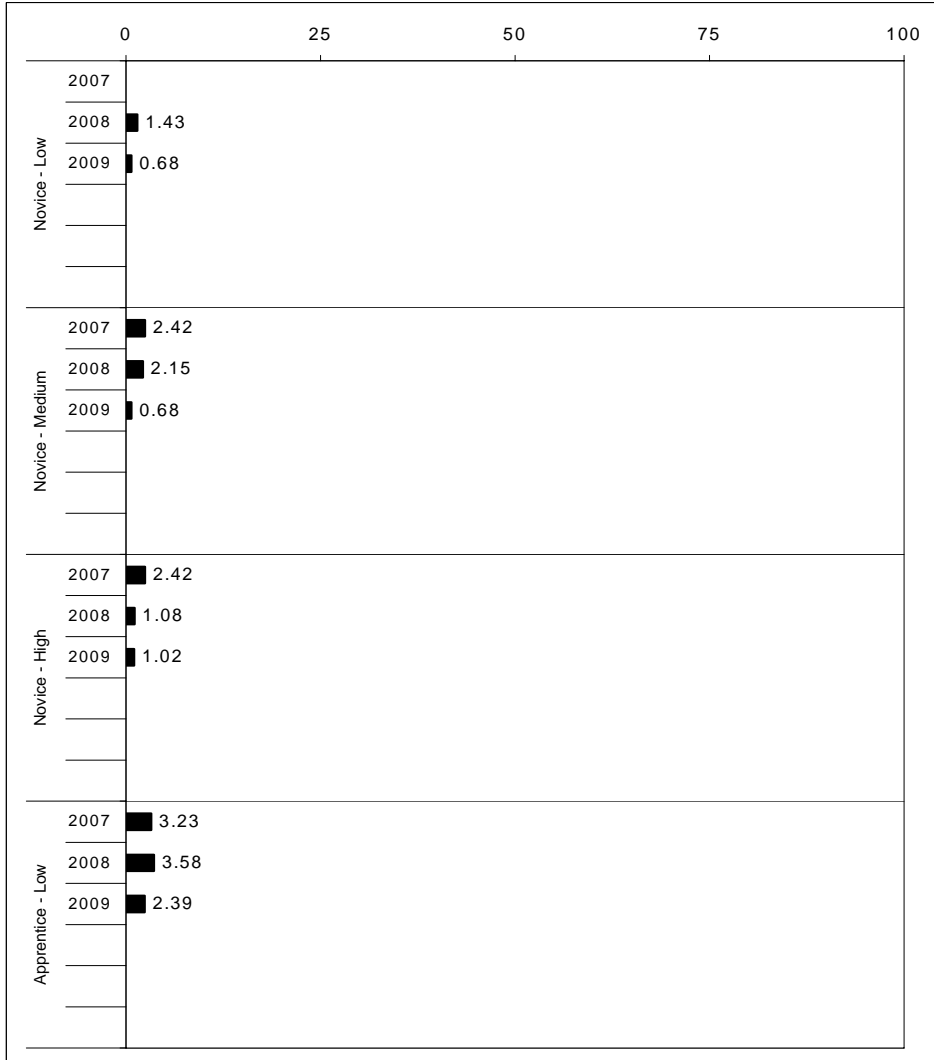 0 25 50 75 100
Novice - Low
2007
2008 1.43
2009 0.68
Novice - Medium
2007 2.42
2008 2.15
2009 0.68
Novice - High
2007 2.42
2008 1.08
2009 1.02
Apprentice - Low
2007 3.23
2008 3.58
2009 2.39